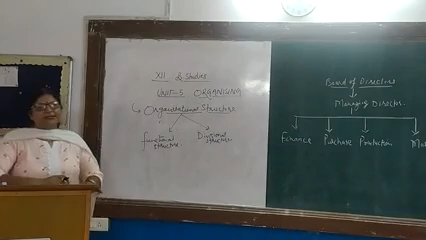 XII B Studies
UNIT-5 ORGANISING
Organisational Structure
Functional structure
Divisional structure
Board of Directors
Managing Director
Finance Purchase Production